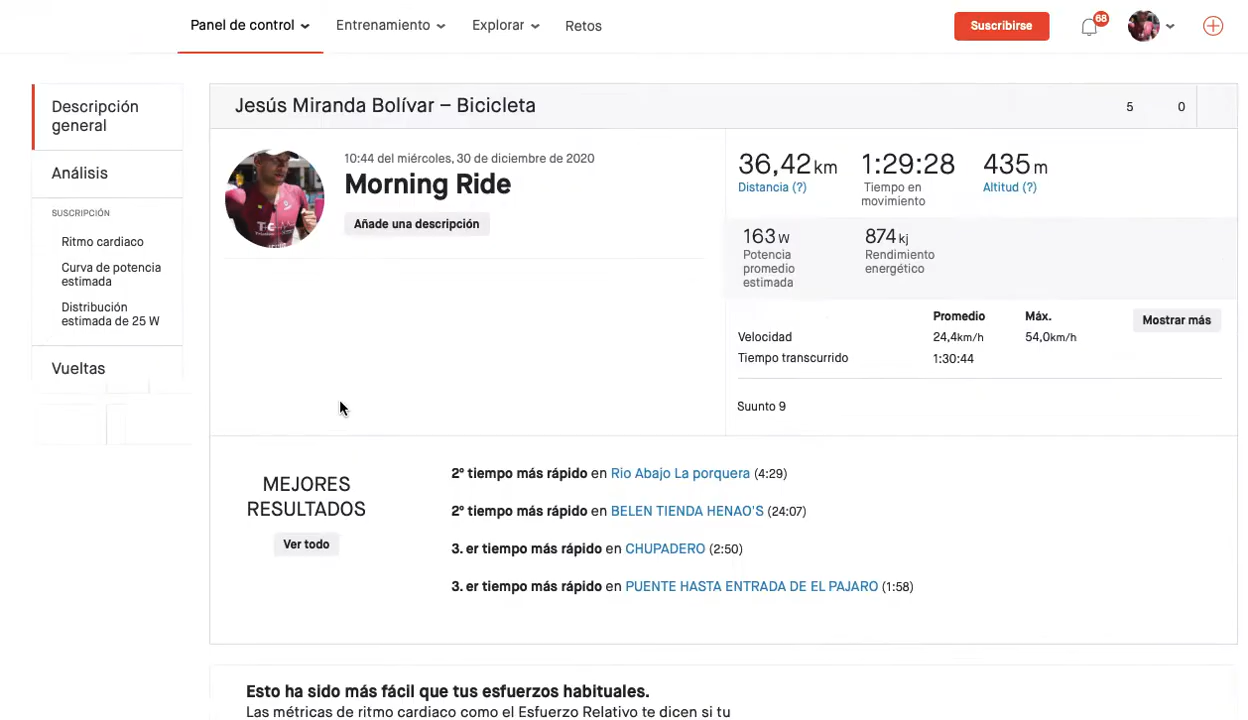 Panel de control Entrenamiento Explorar Retos Suscribirse 68
Descripción
general
Análisis
SUSCRIPCIÓN
Ritmo cardiaco
Curva de potencia
estimada
Distribución
estimada de 25 W
Vueltas
Jesús Miranda Bolívar – Bicicleta 5 0
10:44 del miércoles, 30 de diciembre de 2020
Morning Ride
Añade una descripción
36,42 km 1:29:28 435 m
Distancia (?) Tiempo en Altitud (?)
movimiento
163 W 874 kj
Potencia Rendimiento
promedio energético
estimada
Promedio Máx. Mostrar más
Velocidad 24,4km/h 54,0km/h
Tiempo transcurrido 1:30:44
Suunto 9
MEJORES
RESULTADOS
Ver todo
2º tiempo más rápido en Rio Abajo La porquera (4:29)
2º tiempo más rápido en BELEN TIENDA HENAO'S (24:07)
3. er tiempo más rápido en CHUPADERO (2:50)
3. er tiempo más rápido en PUENTE HASTA ENTRADA DE EL PAJARO (1:58)
Esto ha sido más fácil que tus esfuerzos habituales.
Las métricas de ritmo cardiaco como el Esfuerzo Relativo te dicen si tu